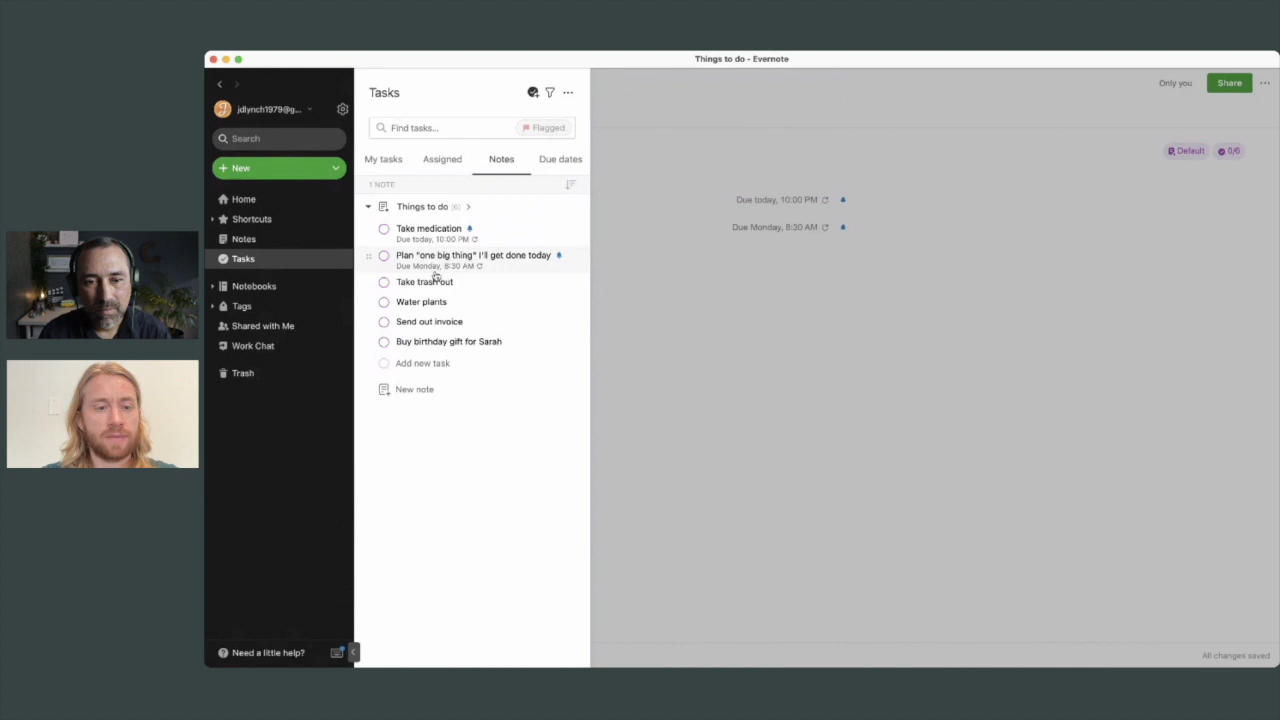 Things to do - Evernote
jdlynch1979@g...
Search
New
Home
Shortcuts
Notes
Tasks
Notebooks
Tags
Shared with Me
Work Chat
Trash
Need a little help?
Tasks
Find tasks...
Flagged
My tasks
Assigned
Notes
Due dates
1 NOTE
Things to do (6)
Take medication
Due today, 10:00 PM
Plan "one big thing" I'll get done today
Due Monday, 8:30 AM
Take trash out
Water plants
Send out invoice
Buy birthday gift for Sarah
Add new task
New note
Only you
Share
Default
0/6
Due today, 10:00 PM
Due Monday, 8:30 AM
All changes saved